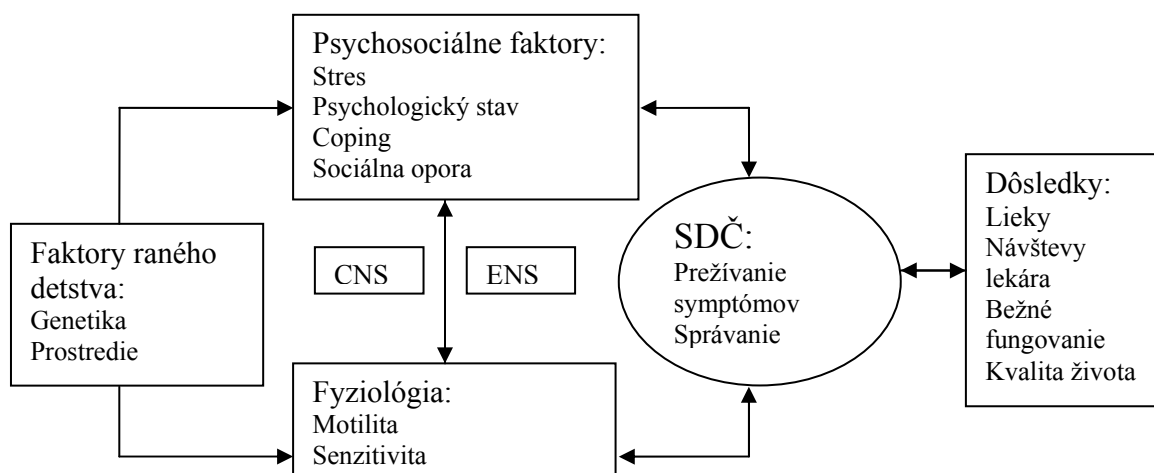 Psychosociálne faktory:
Stres
Psychologický stav
Coping
Sociálna opora
Faktory raného
detstva:
Genetika
Prostredie
CNS
ENS
Fyziológia:
Motilita
Senzitivita
SDČ:
Prežívanie
symptómov
Správanie
Dôsledky:
Lieky
Návštevy
lekára
Bežné
fungovanie
Kvalita života